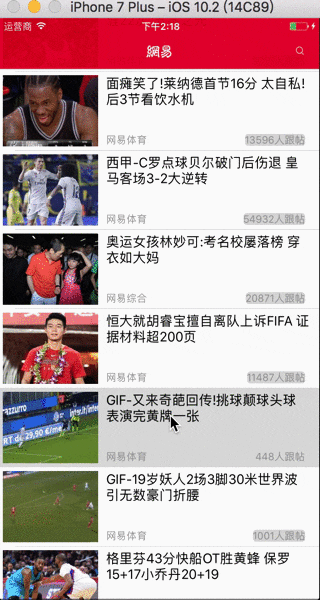 iPhone 7 Plus – iOS 10.2 (14C89)
运营商 下午2:18
網易
面瘫笑了!莱纳德首节16分 太自私!
后3节看饮水机
网易体育 13596人跟帖
西甲-C罗点球贝尔破门后伤退 皇
马客场3-2大逆转
网易体育 54932人跟帖
奥运女孩林妙可:考名校屡落榜 穿
衣如大妈
网易综合 20871人跟帖
恒大就胡睿宝擅自离队上诉FIFA 证
据材料超200页
网易体育 11487人跟帖
GIF-又来奇葩回传!挑球颠球头球
表演完黄牌一张
网易体育 448人跟帖
GIF-19岁妖人2场3脚30米世界波
引无数豪门折腰
网易体育 1001人跟帖
格里芬43分快船OT胜黄蜂 保罗
15+17小乔丹20+19